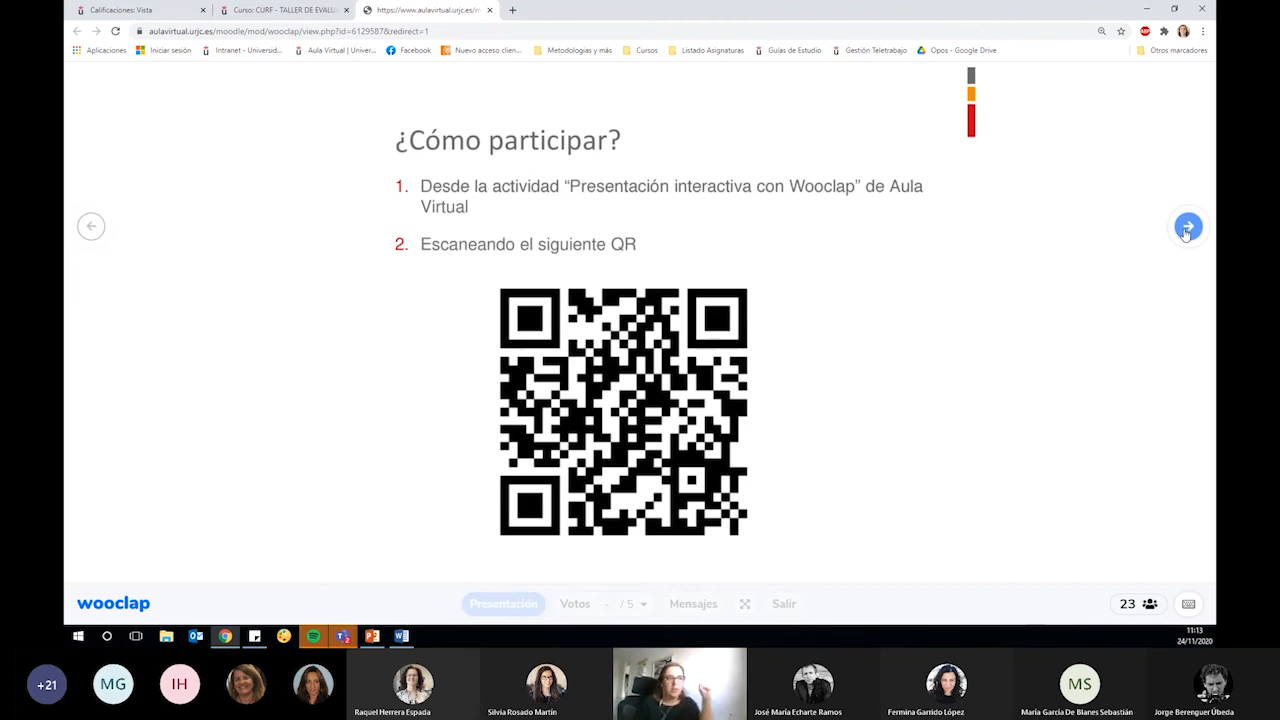 Calificaciones: Vista
Curso: CURF - TALLER DE EVALU
https://www.aulavirtual.urjc.es/m
aulavirtual.urjc.es/moodle/mod/wooclap/view.php?id=6129587&redirect=1
Aplicaciones
Iniciar sesión
Intranet - Universid...
Aula Virtual | Univer...
Facebook
Nuevo acceso clien...
Metodologías y más
Cursos
Listado Asignaturas
Guías de Estudio
Gestión Teletrabajo
Opos - Google Drive
Otros marcadores
¿Cómo participar?
1. Desde la actividad “Presentación interactiva con Wooclap” de Aula
Virtual
2. Escaneando el siguiente QR
wooclap
Presentación
Votos
- / 5
Mensajes
Salir
23
11:13
24/11/2020
+21
MG
IH
MS
Raquel Herrera Espada
Silvia Rosado Martín
José María Echarte Ramos
Fermina Garrido López
María García De Blanes Sebastián
Jorge Berenguer Úbeda